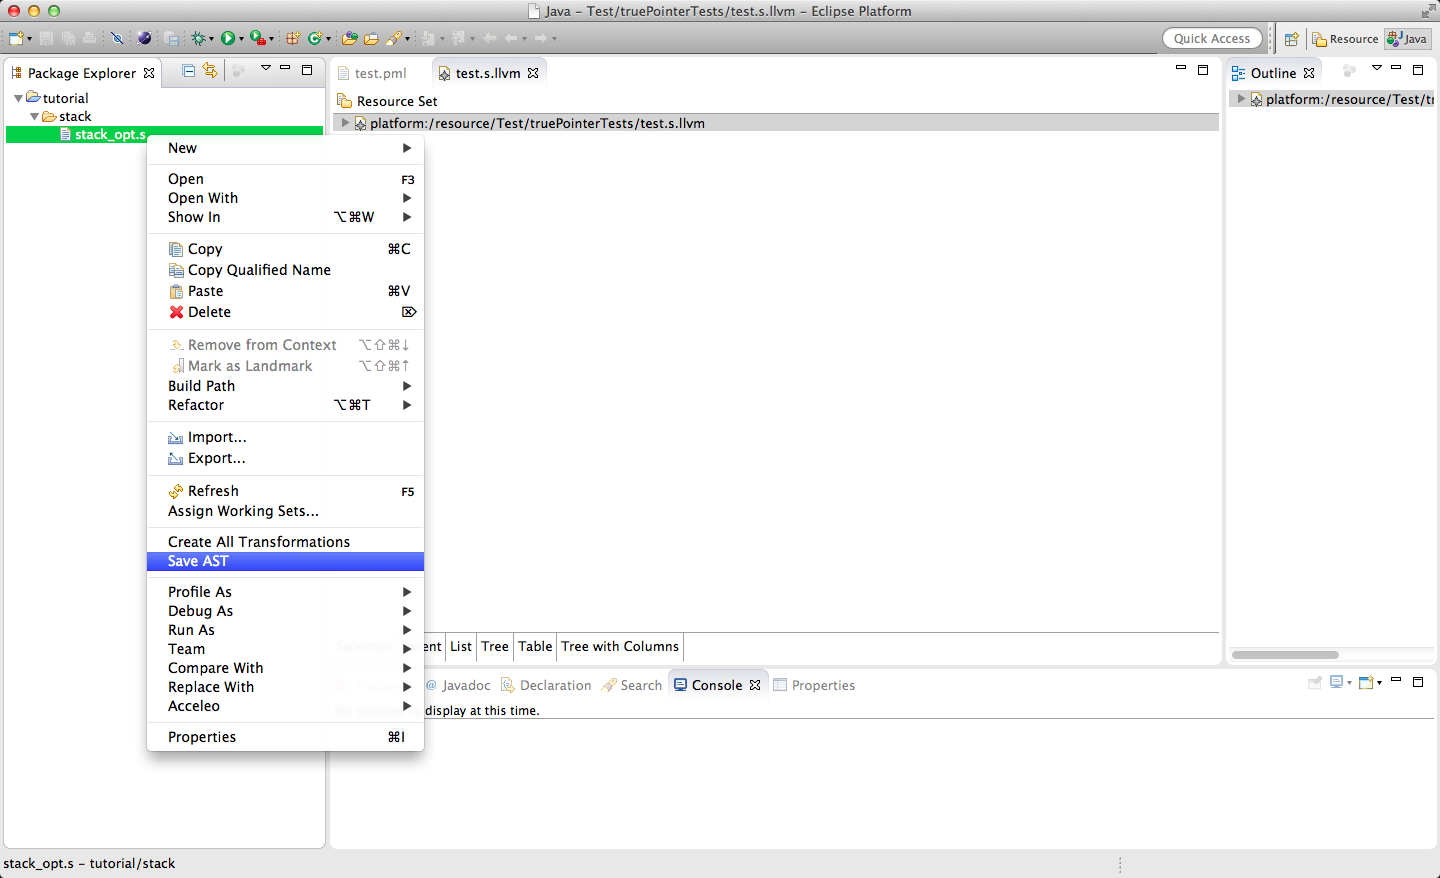 Java – Test/truePointerTests/test.s.llvm – Eclipse Platform
Quick Access
Resource
Java
Package Explorer
test.pml
test.s.llvm
Outline
tutorial
stack
stack_opt.s
Resource Set
platform:/resource/Test/truePointerTests/test.s.llvm
platform:/resource/Test/tr
New
Open F3
Open With
Show In ⌥⌘W
Copy ⌘C
Copy Qualified Name
Paste ⌘V
Delete ⌦
Remove from Context ⌥⇧⌘↓
Mark as Landmark ⌥⇧⌘↑
Build Path
Refactor ⌥⌘T
Import...
Export...
Refresh F5
Assign Working Sets...
Create All Transformations
Save AST
Profile As
Debug As
Run As
Team
Compare With
Replace With
Acceleo
Properties ⌘I
ent
List
Tree
Table
Tree with Columns
@ Javadoc
Declaration
Search
Console
Properties
display at this time.
stack_opt.s – tutorial/stack